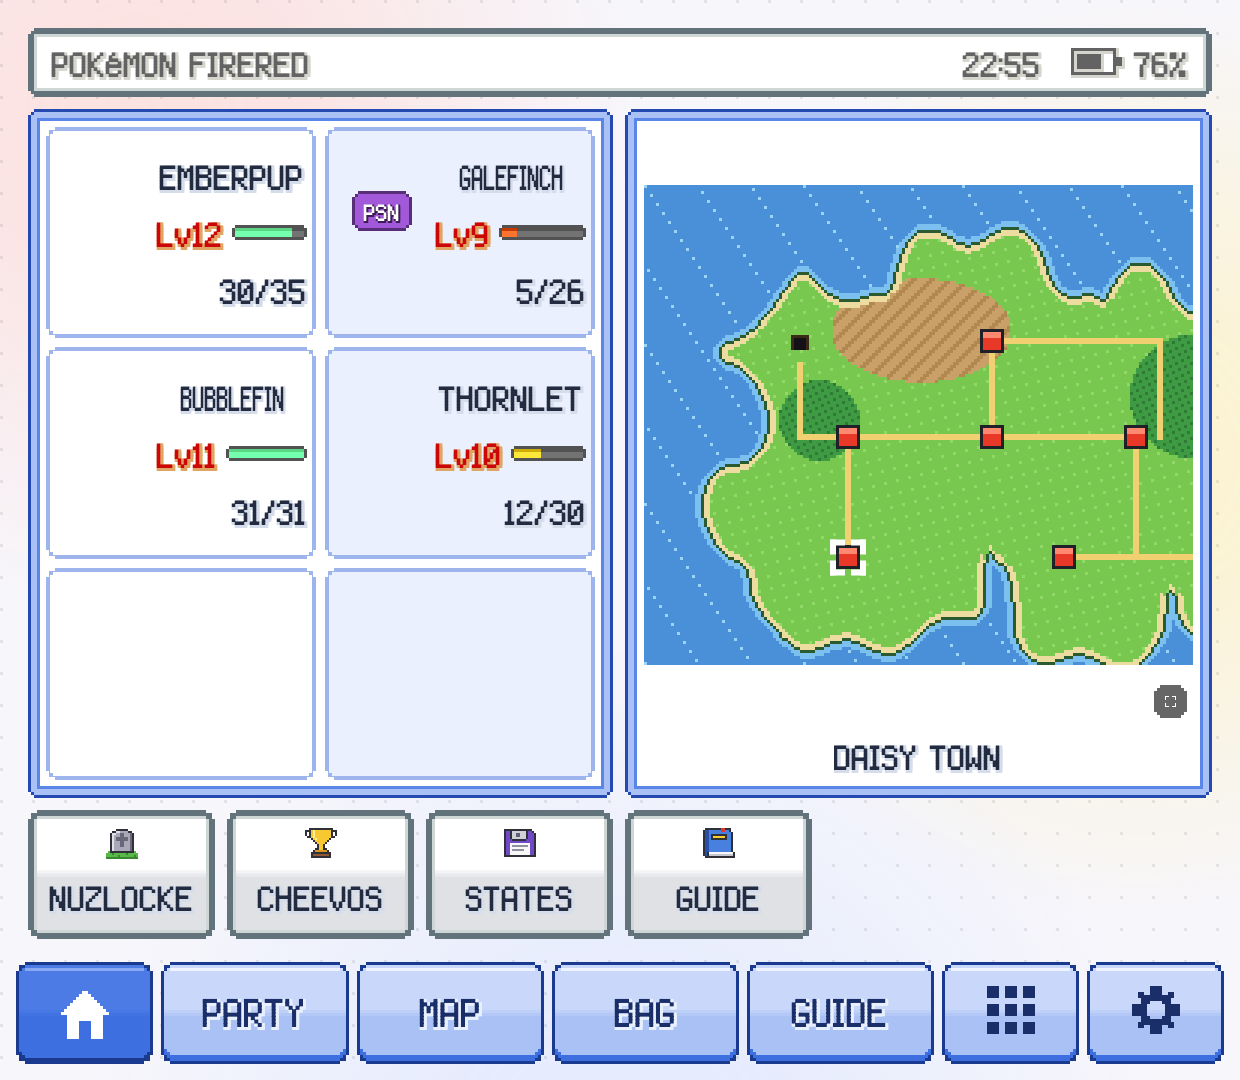 POKéMON FIRERED 22:55 76%
EMBERPUP
Lv12
30/35
GALEFINCH
PSN
Lv9
5/26
BUBBLEFIN
Lv11
31/31
THORNLET
Lv10
12/30
DAISY TOWN
NUZLOCKE
CHEEVOS
STATES
GUIDE
PARTY
MAP
BAG
GUIDE